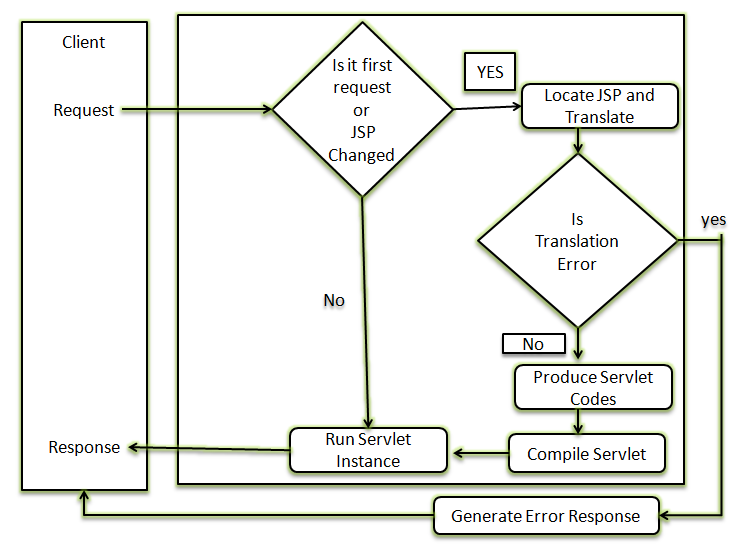 Client
Request
Is it first
request
or
JSP
Changed
YES
Locate JSP and
Translate
Is
Translation
Error
yes
No
No
Produce Servlet
Codes
Compile Servlet
Run Servlet
Instance
Response
Generate Error Response